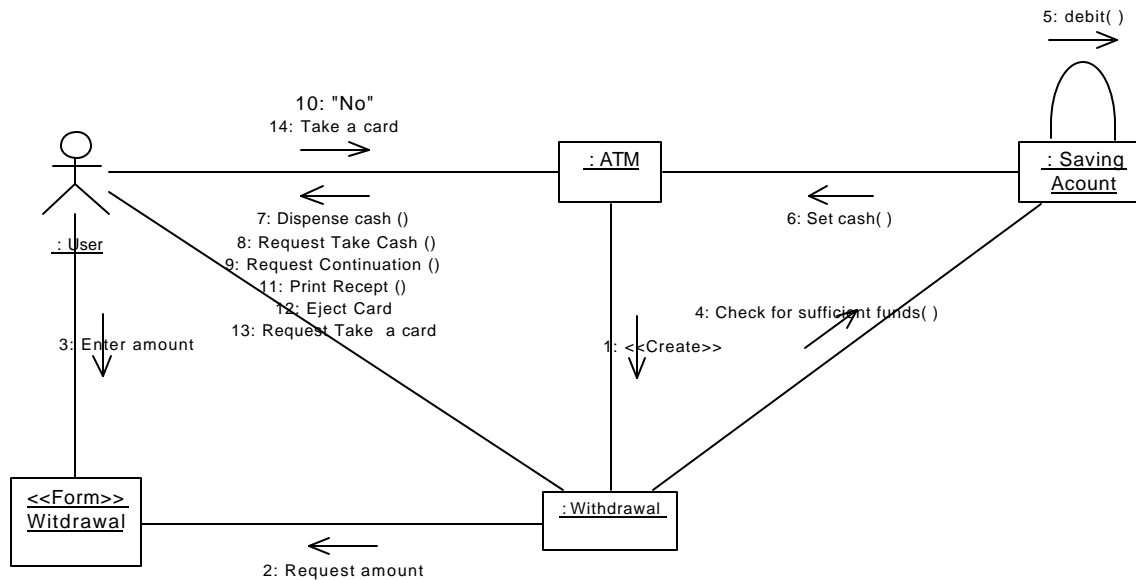 5: debit( )
10: "No"
14: Take a card
: ATM
: Saving
Acount
7: Dispense cash ()
6: Set cash( )
8: Request Take Cash ()
: User
9: Request Continuation ()
11: Print Recept ()
12: Eject Card
4: Check for sufficient funds( )
13: Request Take a card
3: Enter amount
1: <<Create>>
<<Form>>
Witdrawal
: Withdrawal
2: Request amount